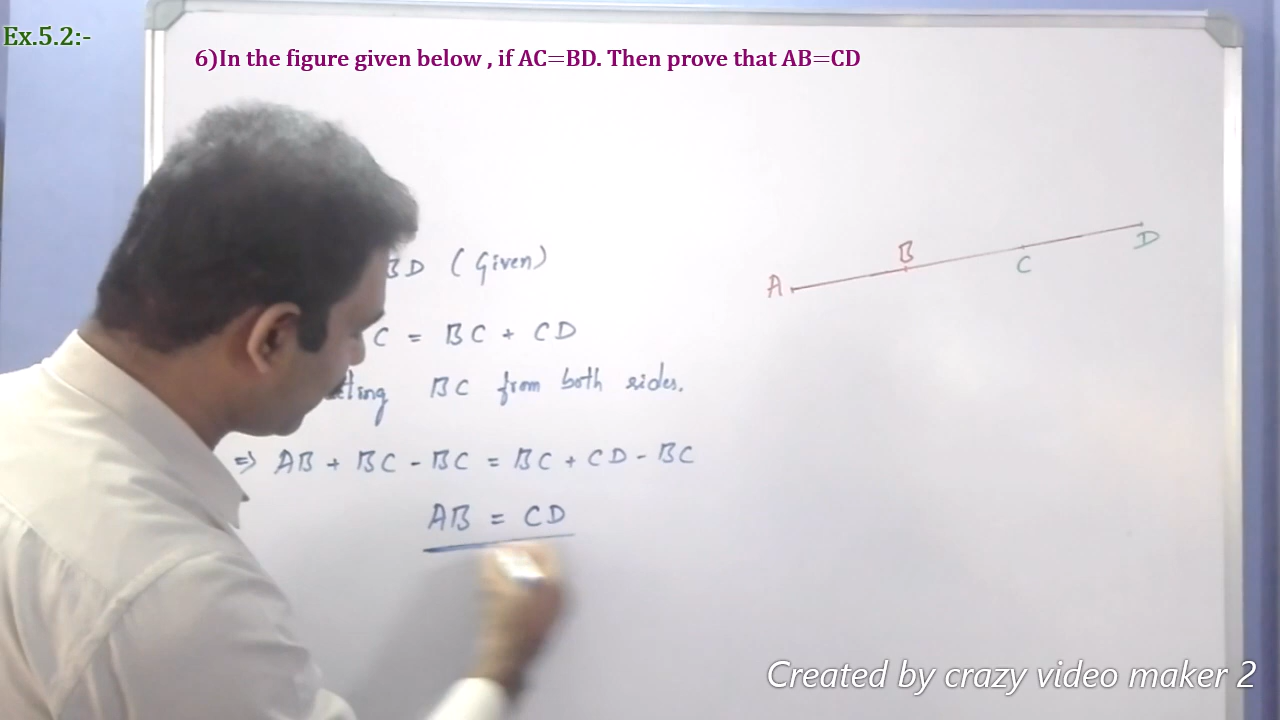 Ex.5.2:-
6)In the figure given below , if AC=BD. Then prove that AB=CD
BD (Given)
C = BC + CD
BC from both sides.
⇒ AB + BC - BC = BC + CD - BC
AB = CD
A
B
C
D
Created by crazy video maker 2